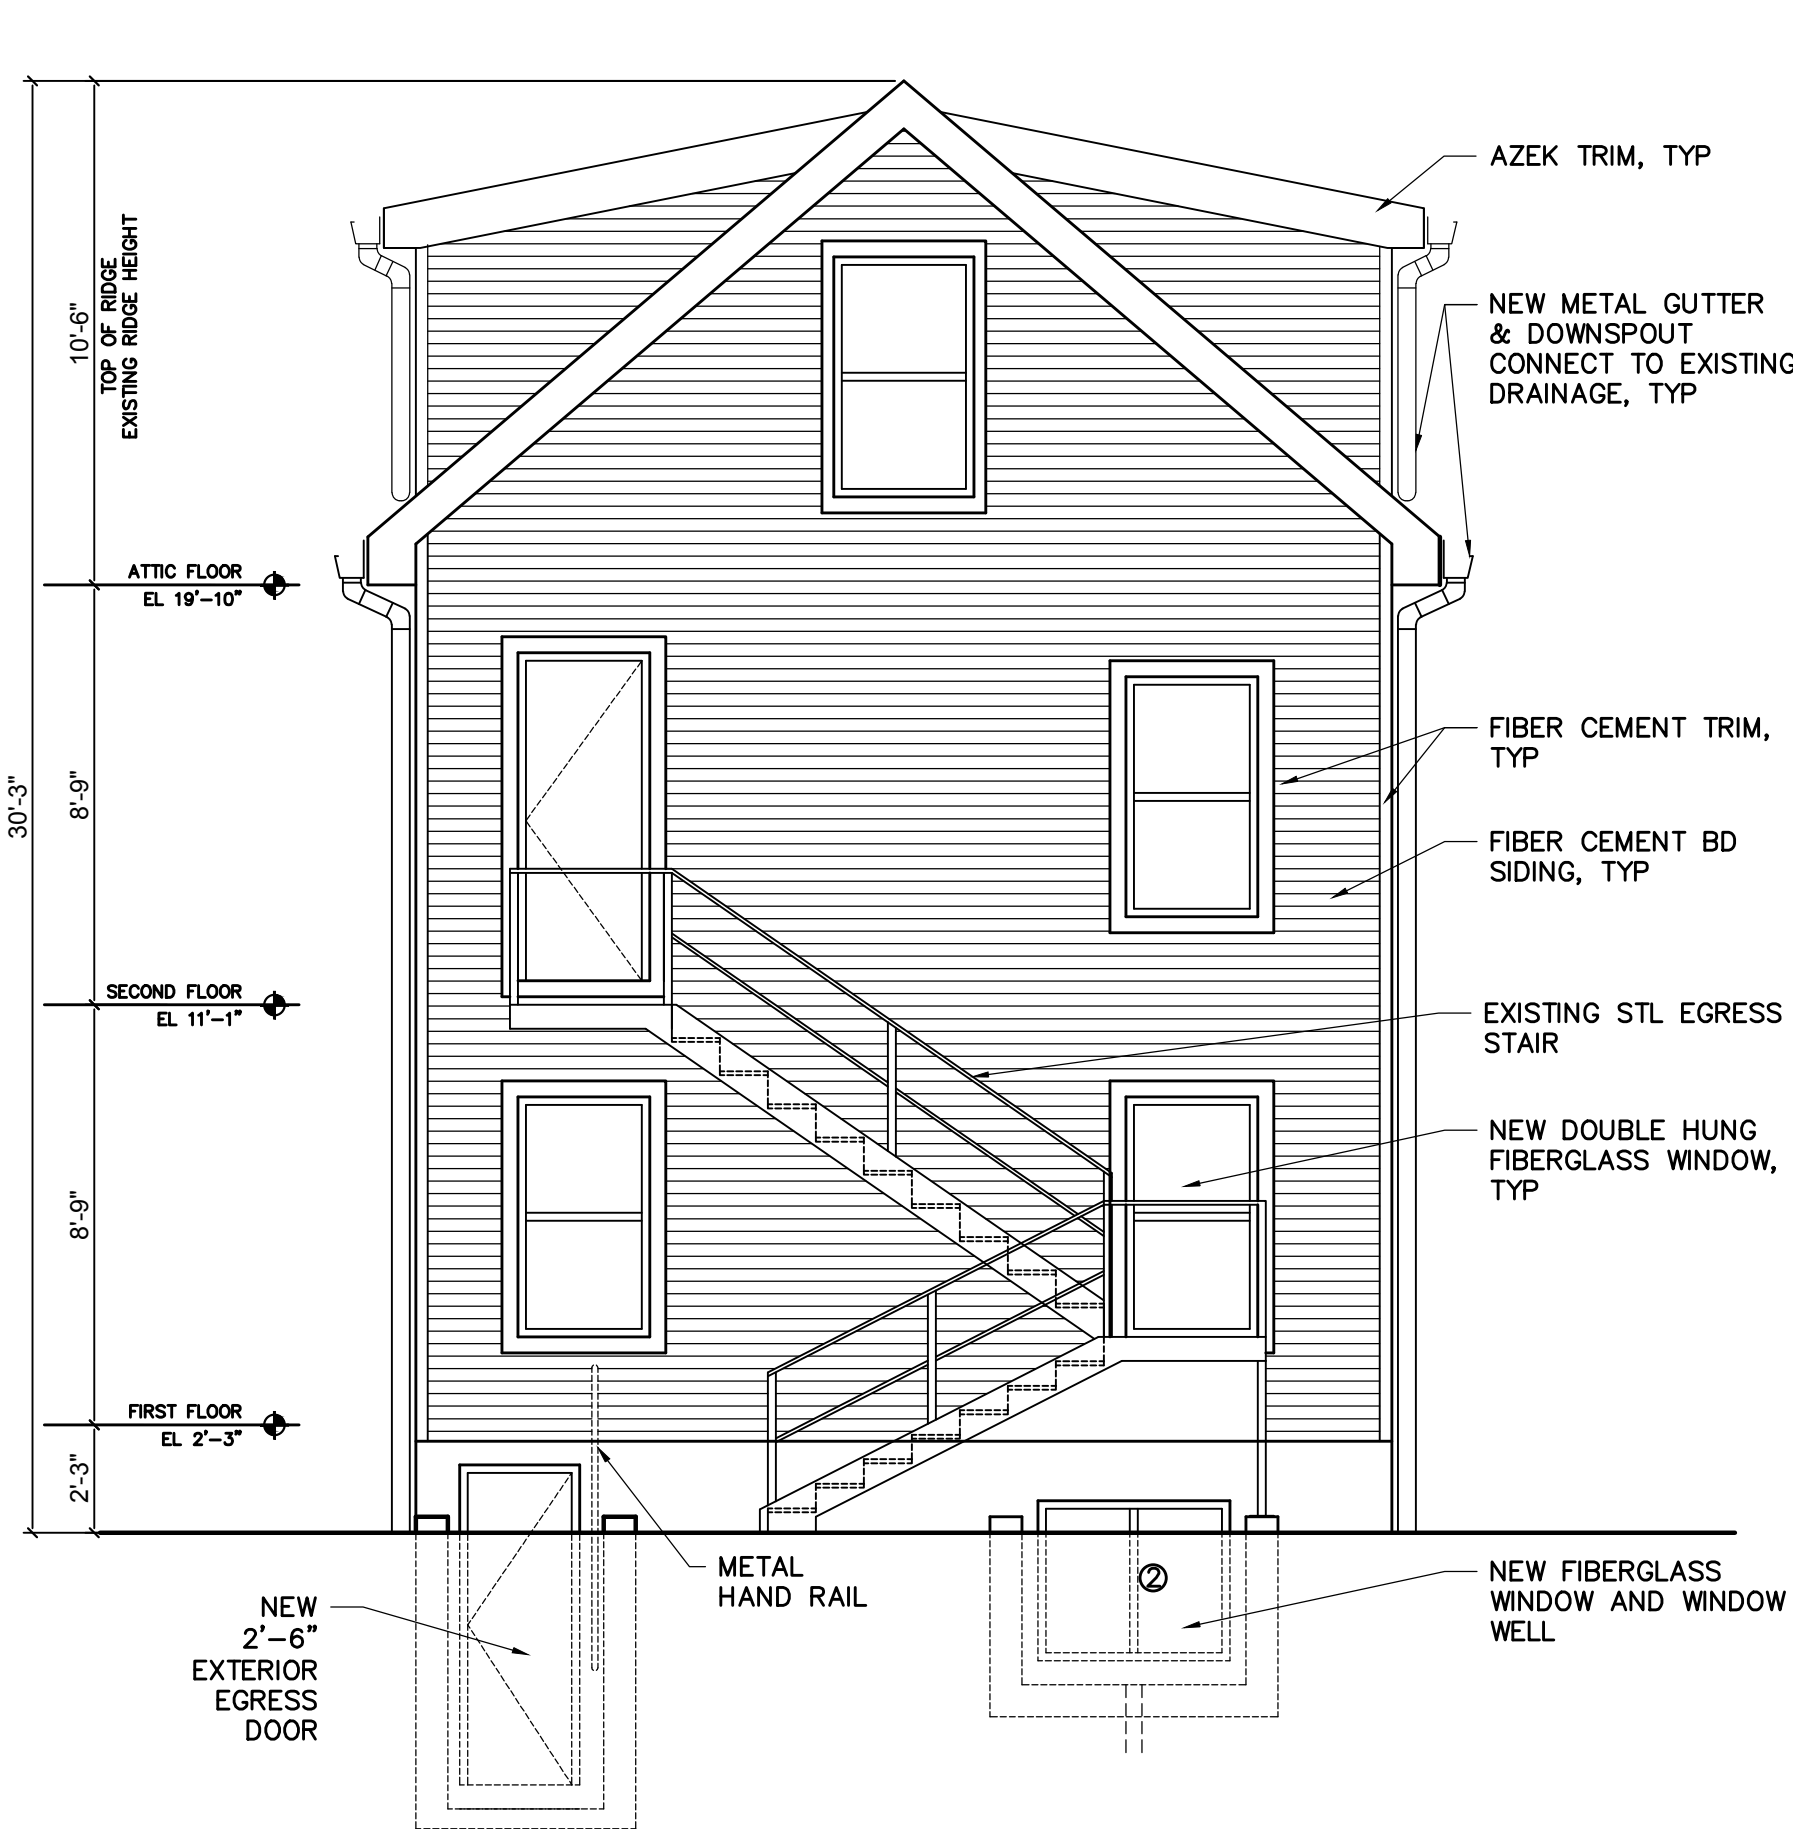 AZEK TRIM, TYP
10'-6"
TOP OF RIDGE
EXISTING RIDGE HEIGHT
NEW METAL GUTTER
& DOWNSPOUT
CONNECT TO EXISTING
DRAINAGE, TYP
ATTIC FLOOR
EL 19'-10"
30'-3"
8'-9"
FIBER CEMENT TRIM,
TYP
FIBER CEMENT BD
SIDING, TYP
SECOND FLOOR
EL 11'-1"
EXISTING STL EGRESS
STAIR
8'-9"
NEW DOUBLE HUNG
FIBERGLASS WINDOW,
TYP
FIRST FLOOR
EL 2'-3"
2'-3"
METAL
HAND RAIL
2
NEW FIBERGLASS
WINDOW AND WINDOW
WELL
NEW
2'-6"
EXTERIOR
EGRESS
DOOR